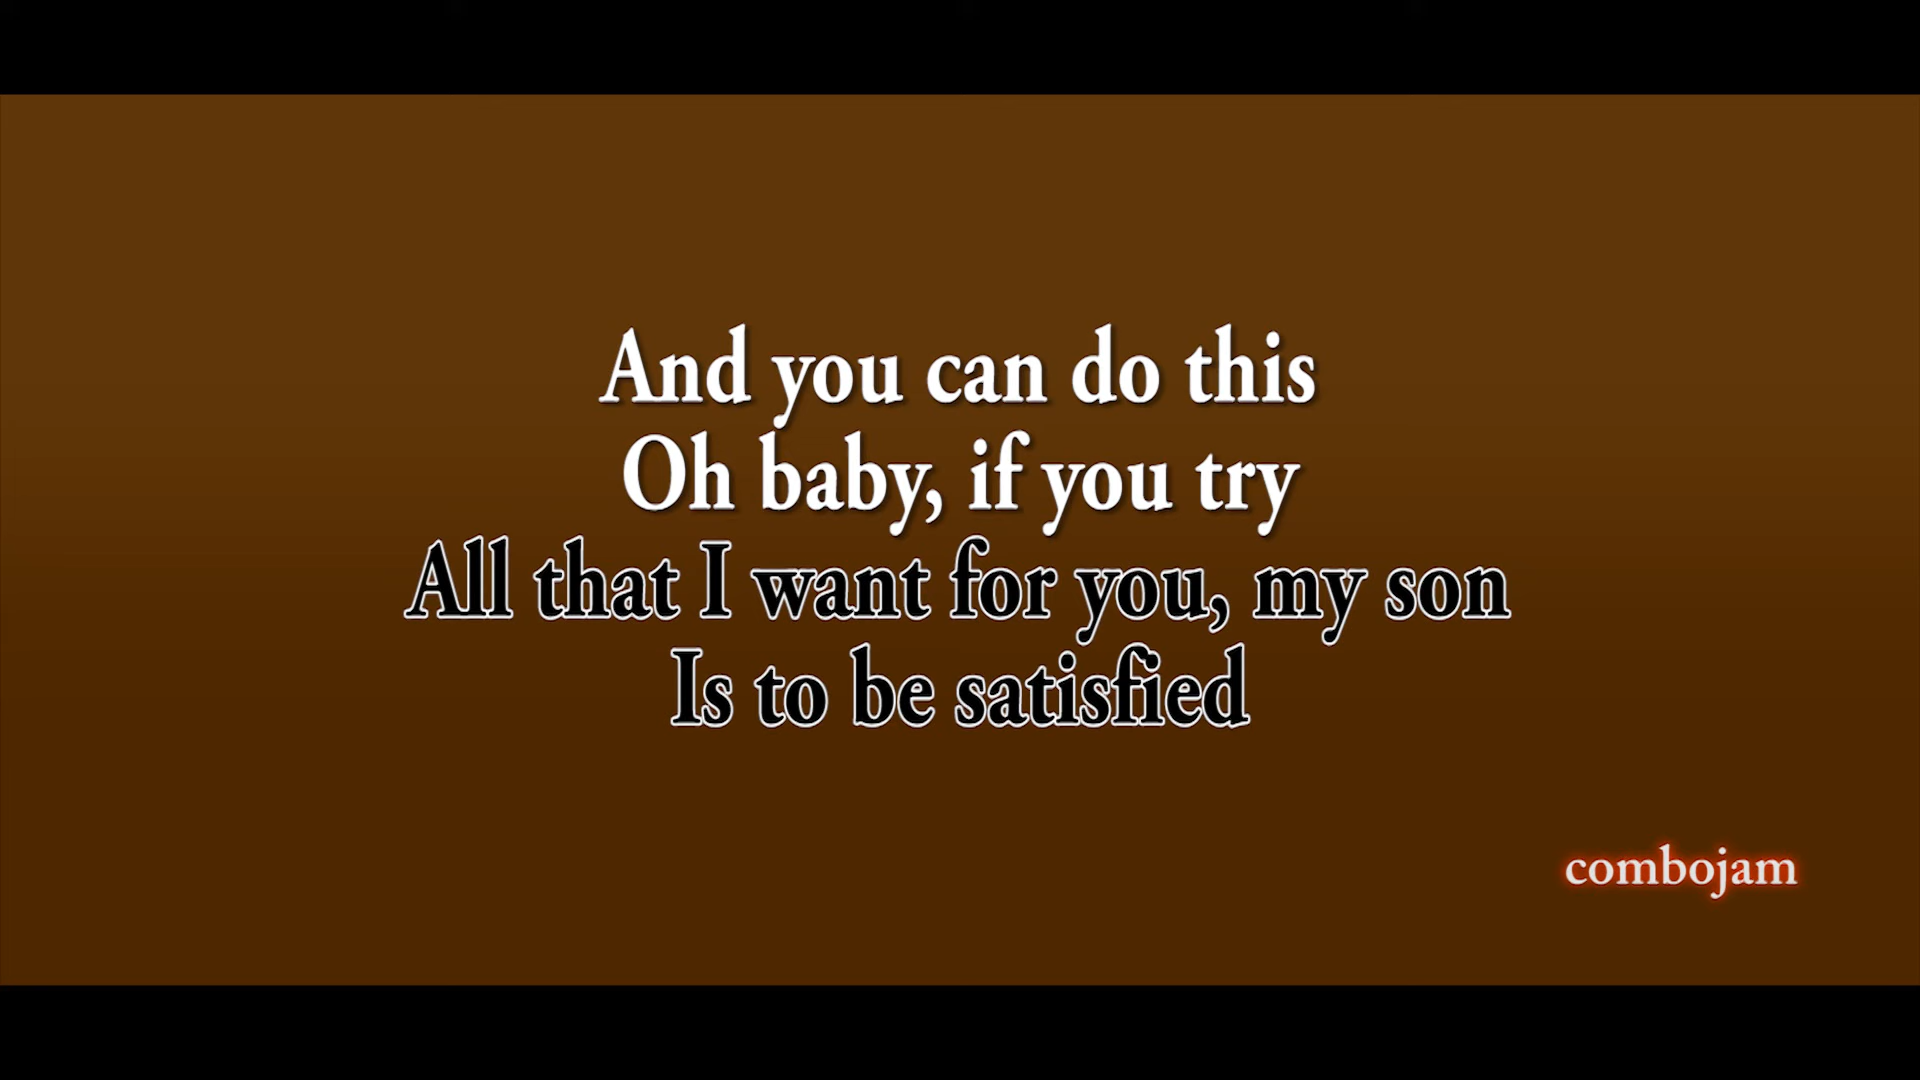 And you can do this
Oh baby, if you try
All that I want for you, my son
Is to be satisfied
combojam